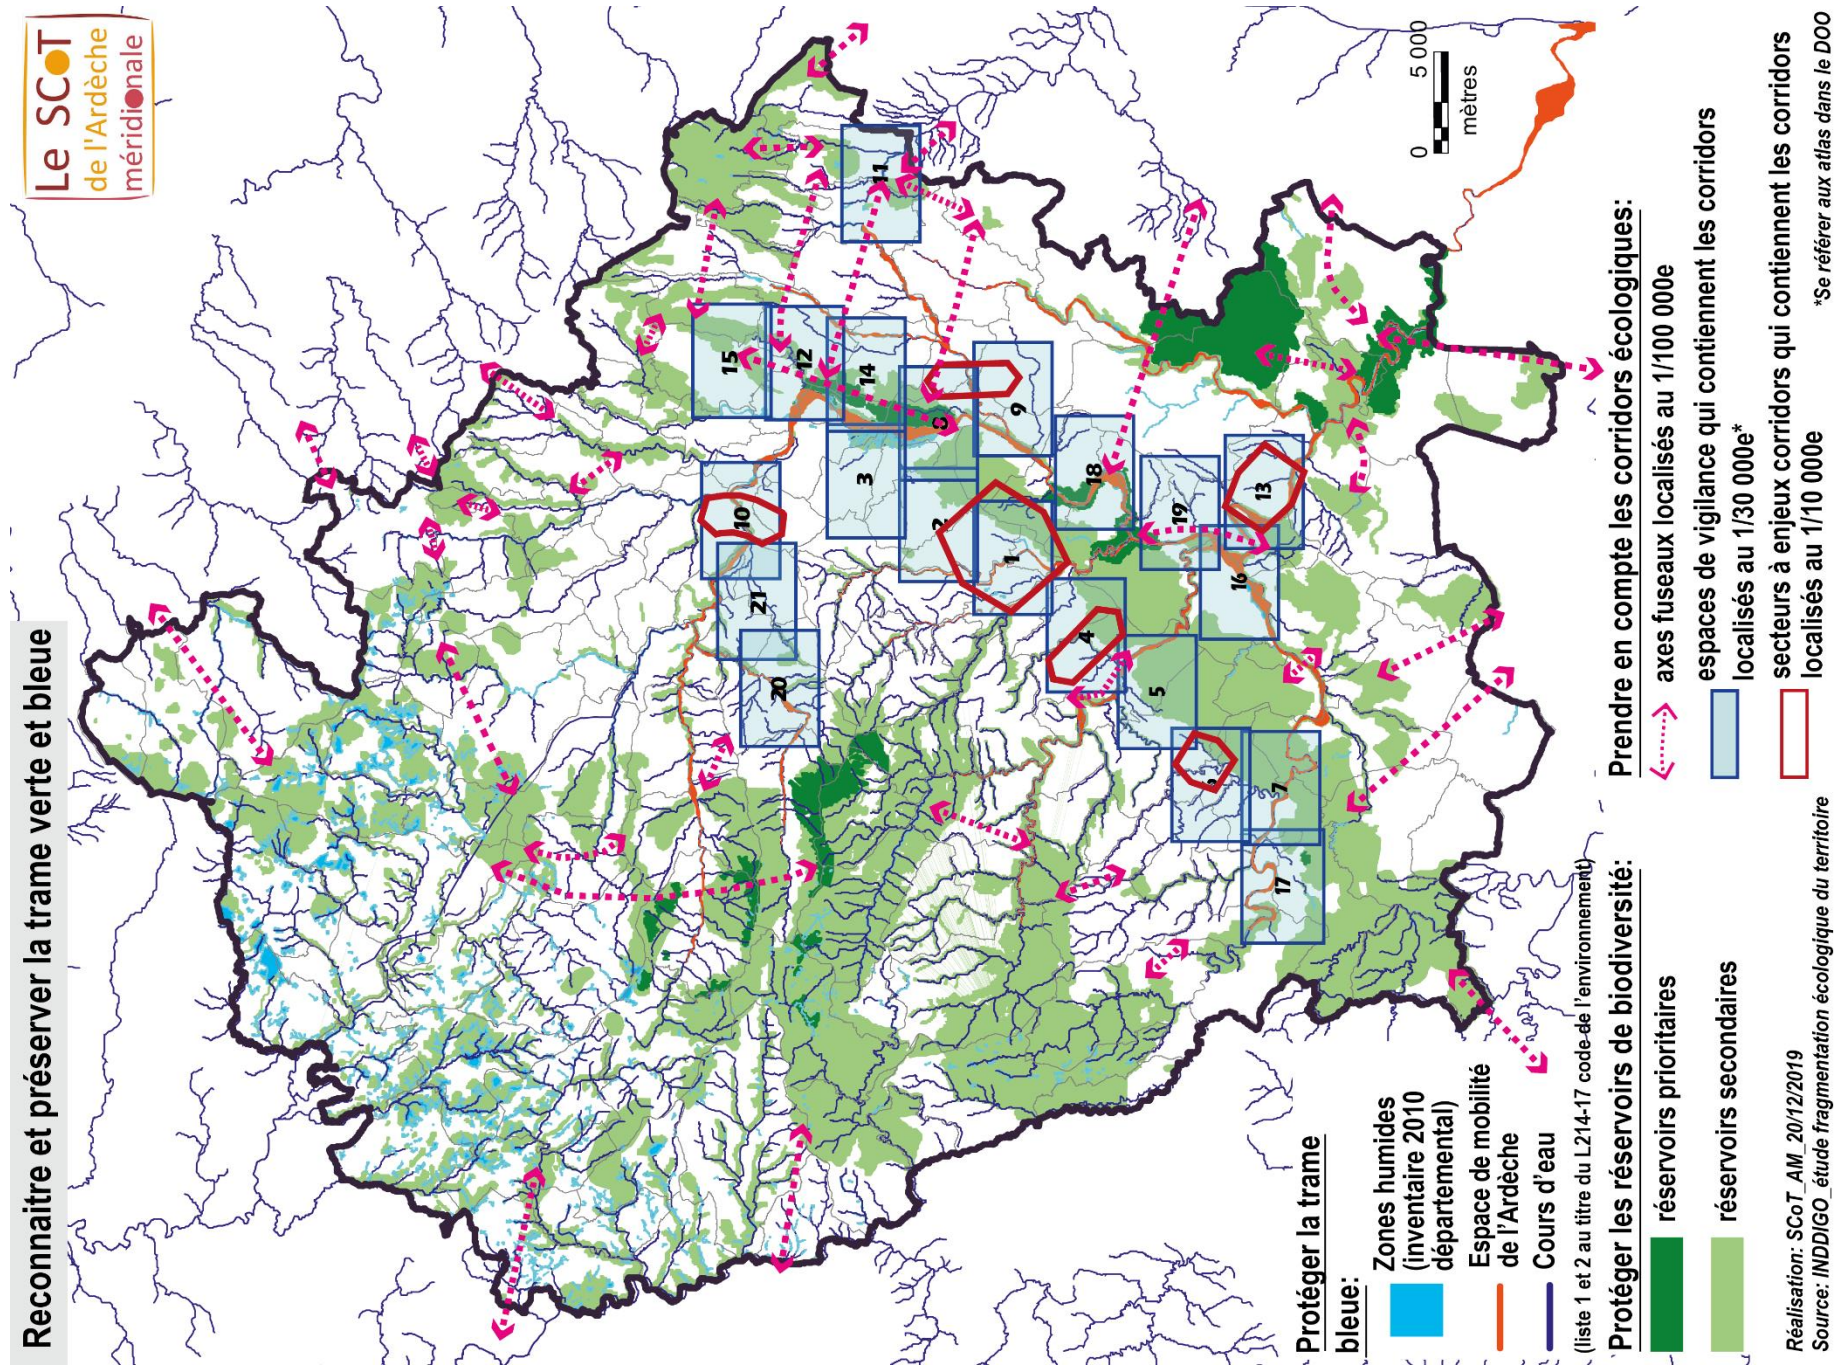 Reconnaitre et préserver la trame verte et bleue
Le SCoT
de l'Ardèche
méridionale
11
15
12
14
3
8
9
10
2
1
18
13
19
16
21
20
4
5
7
17
0 5 000
mètres
Protéger la trame
bleue:
Zones humides
(inventaire 2010
départemental)
Espace de mobilité
de l'Ardèche
Cours d'eau
(liste 1 et 2 au titre du L214-17 code de l'environnement)
Protéger les réservoirs de biodiversité:
réservoirs prioritaires
réservoirs secondaires
Prendre en compte les corridors écologiques:
axes fuseaux localisés au 1/100 000e
espaces de vigilance qui contiennent les corridors
localisés au 1/30 000e*
secteurs à enjeux corridors qui contiennent les corridors
localisés au 1/10 000e
*Se référer aux atlas dans le DOO
Réalisation: SCoT_AM_20/12/2019
Source: INDDIGO_étude fragmentation écologique du territoire